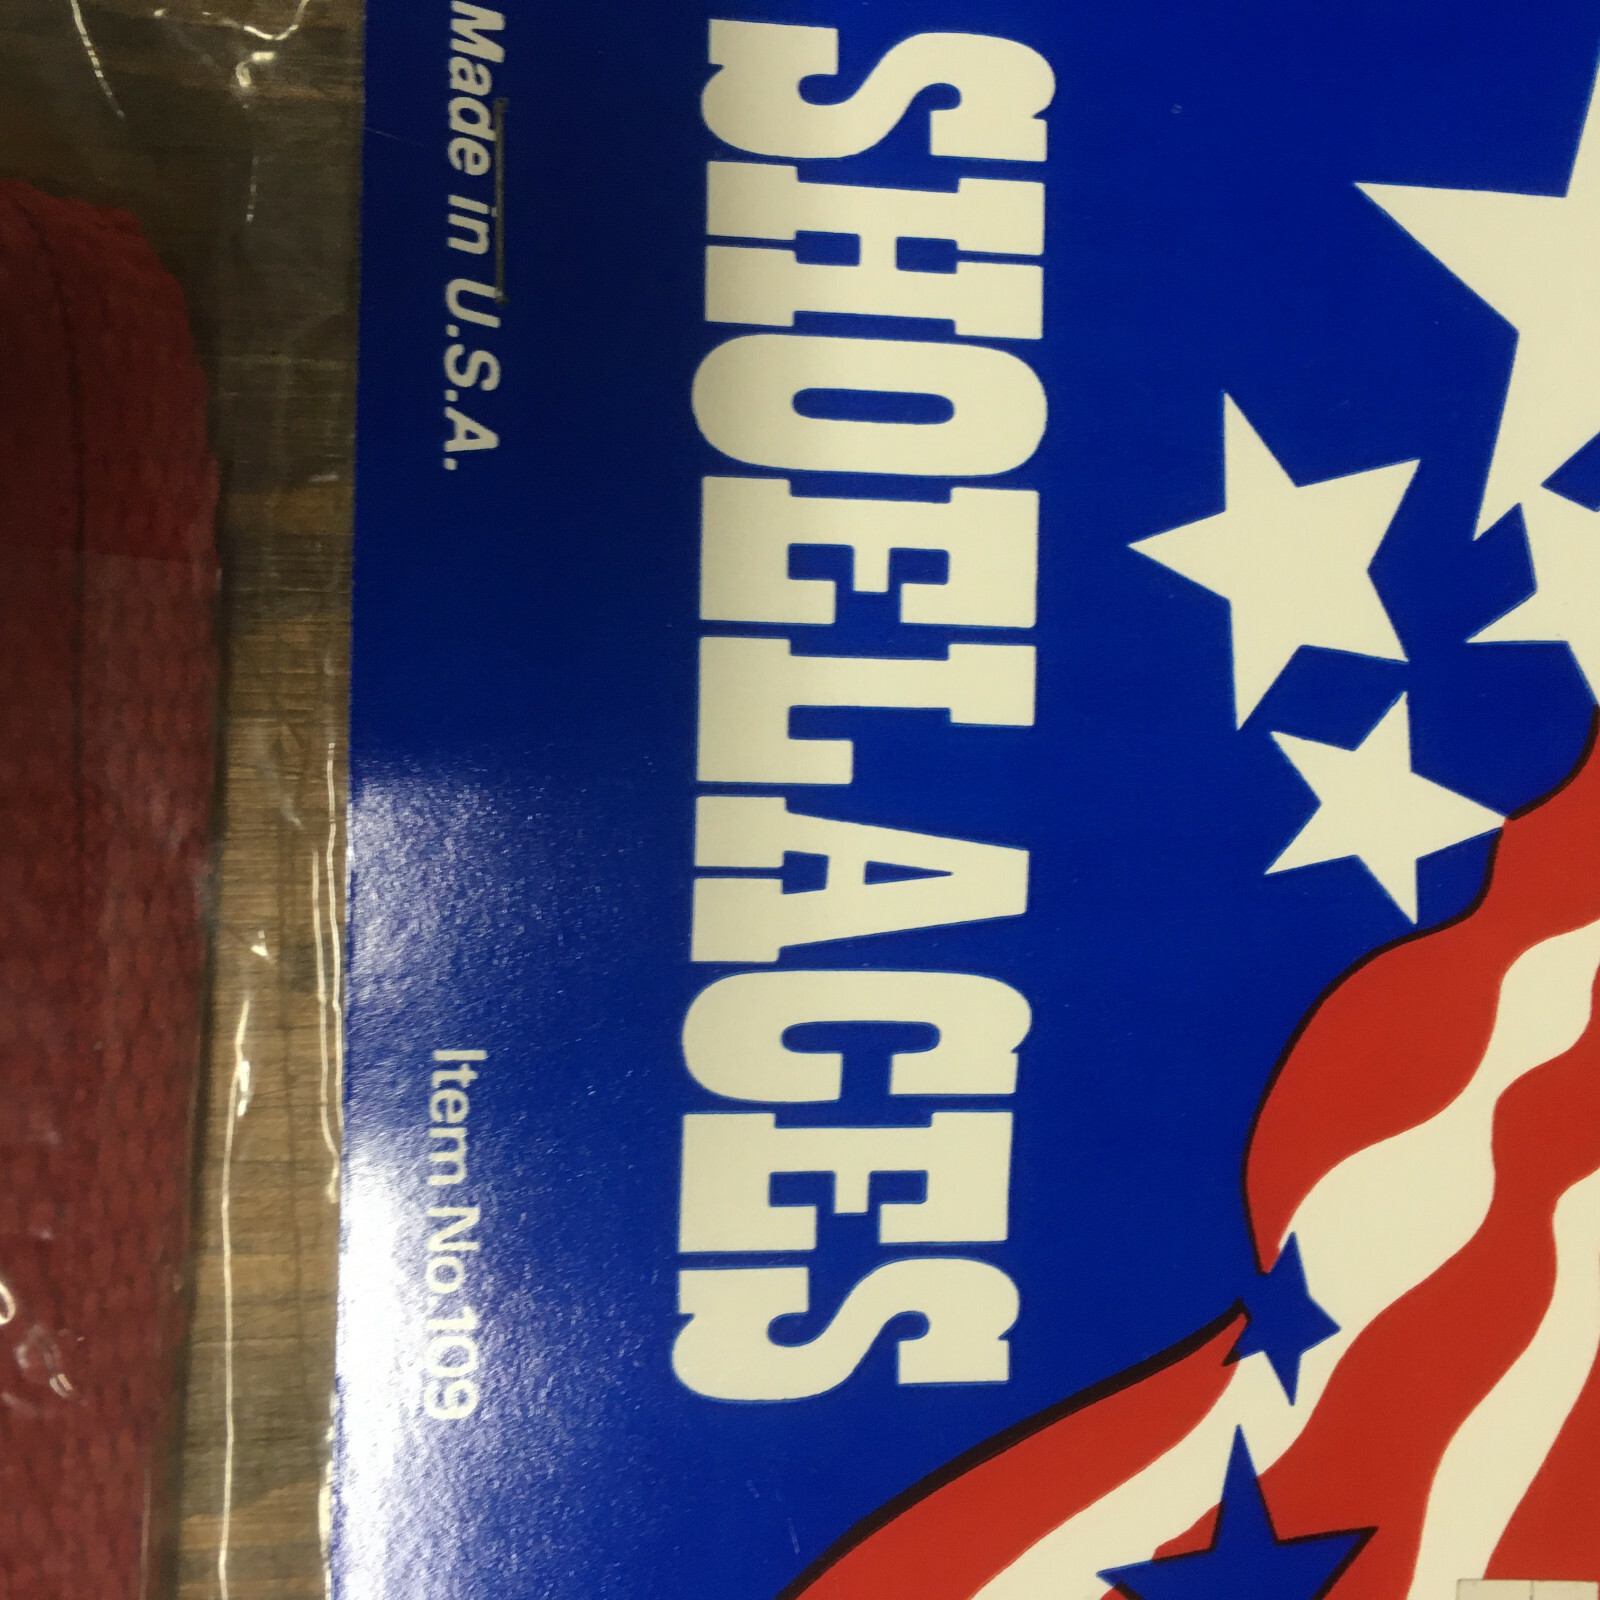 SHOELACES
Made in U.S.A.
Item No.109